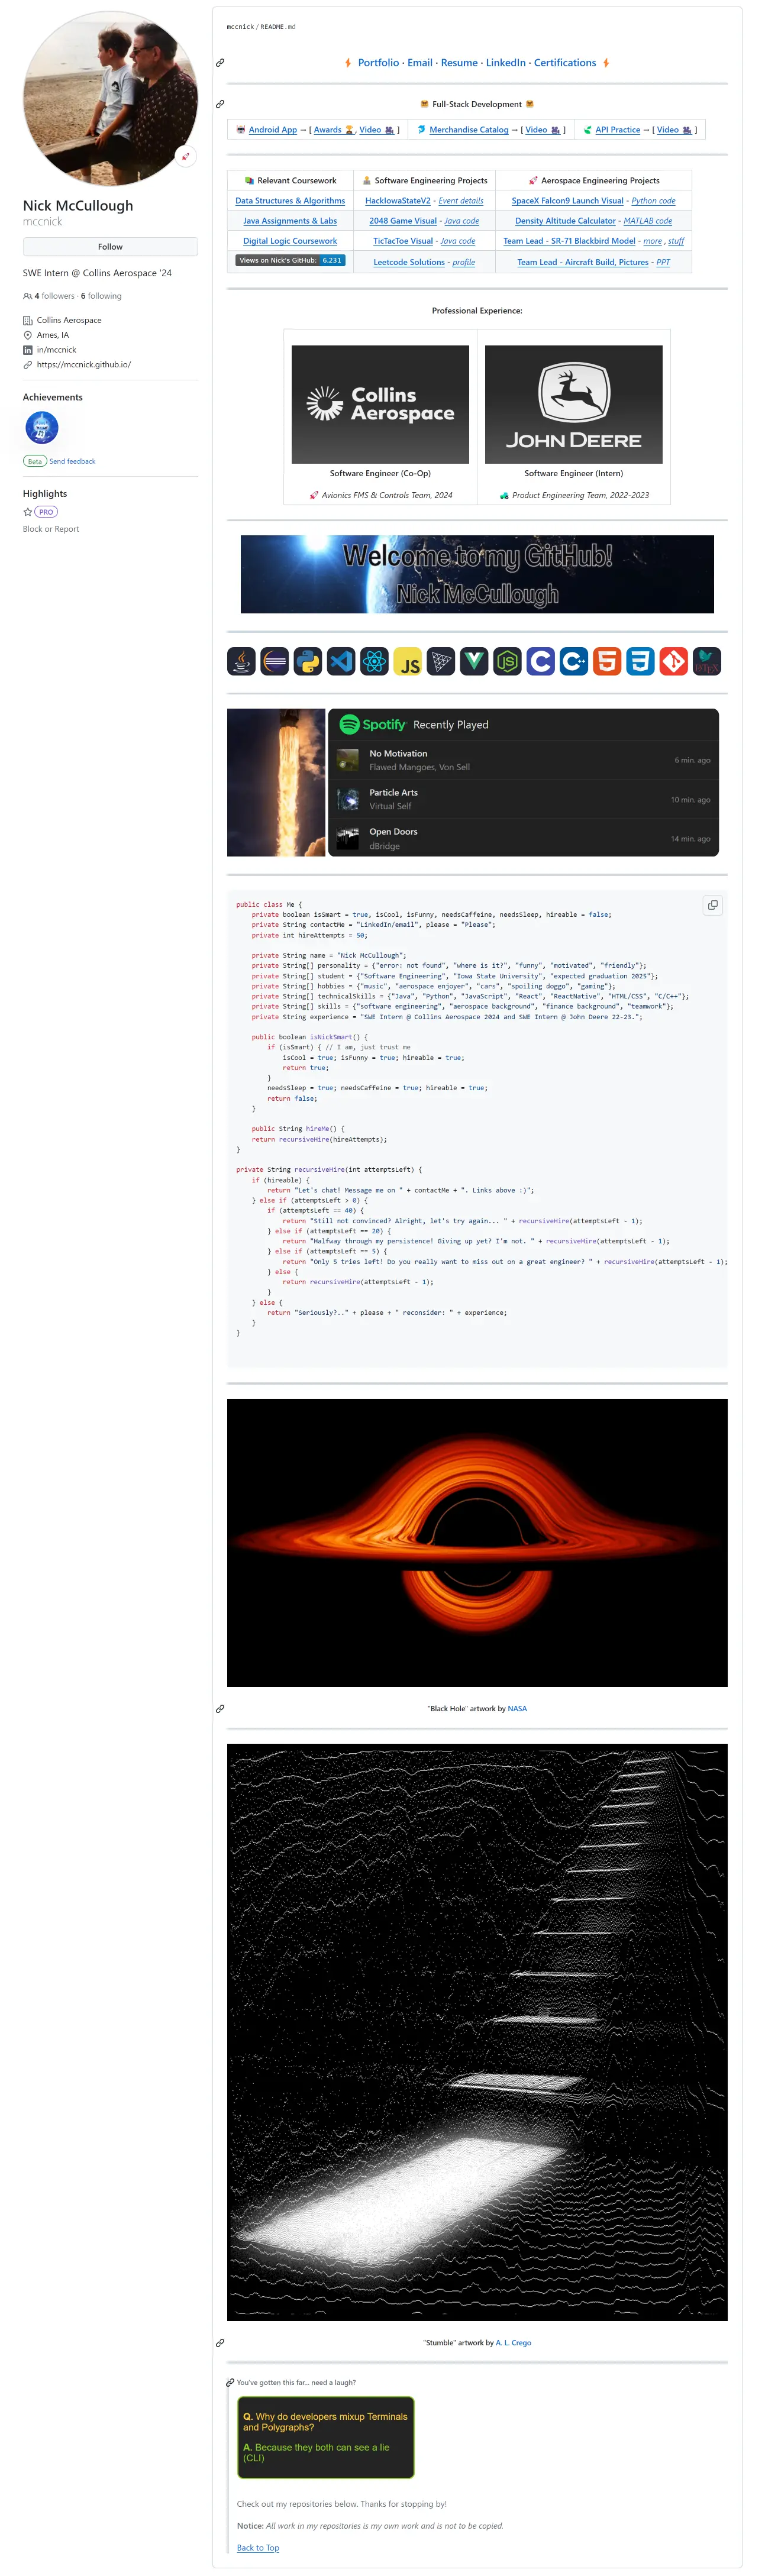 Nick McCullough
mccnick
Follow
SWE Intern @ Collins Aerospace '24
4 followers · 6 following
Collins Aerospace
Ames, IA
in/mccnick
https://mccnick.github.io/
Achievements
Beta Send feedback
Highlights
PRO
Block or Report
mccnick / README.md
Portfolio · Email · Resume · LinkedIn · Certifications
Full-Stack Development
Android App → [ Awards , Video ] Merchandise Catalog → [ Video ] API Practice → [ Video ]
Relevant Coursework Software Engineering projects Aerospace Engineering Projects
Data Structures & Algorithms HackIowaStateV2 - Event details SpaceX Falcon9 Launch Visual - Python code
Java Assignments & Labs 2048 Game Visual - Java code Density Altitude Calculator - MATLAB code
Digital Logic Coursework TicTacToe Visual - Java code Team Lead - SR-71 Blackbird Model - more , stuff
Views on Nick's GitHub: 6,231 Leetcode Solutions - profile Team Lead - Aircraft Build, Pictures - PPT
Professional Experience:
Collins Aerospace
JOHN DEERE
Software Engineer (Co-Op) Software Engineer (Intern)
Avionics FMS & Controls Team, 2024 Product Engineering Team, 2022-2023
Welcome to my GitHub!
Nick McCullough
JS
JS
C
C++
5
3
Spotify Recently Played
No Motivation
Flawed Mangoes, Von Sell
6 min. ago
Particle Arts
Virtual Self
10 min. ago
Open Doors
dBridge
14 min. ago
public class Me {
private boolean isSmart = true, isCool, isFunny, needsCaffeine, needsSleep, hireable = false;
private String contactMe = "LinkedIn/email", please = "Please";
private int hireAttempts = 50;
private String name = "Nick McCullough";
private String[] personality = {"error: not found", "where is it?", "funny", "motivated", "friendly"};
private String[] student = {"Software Engineering", "Iowa State University", "expected graduation 2025"};
private String[] hobbies = {"music", "aerospace enjoyer", "cars", "spoiling doggo", "gaming"};
private String[] technicalSkills = {"Java", "Python", "JavaScript", "React", "ReactNative", "HTML/CSS", "C/C++"};
private String[] skills = {"software engineering", "aerospace background", "finance background", "teamwork"};
private String experience = "SWE Intern @ Collins Aerospace 2024 and SWE Intern @ John Deere 22-23.";
public boolean isNickSmart() {
if (isSmart) { // I am, just trust me
isCool = true; isFunny = true; hireable = true;
return true;
}
needsSleep = true; needsCaffeine = true; hireable = true;
return false;
}
public String hireMe() {
return recursiveHire(hireAttempts);
}
private String recursiveHire(int attemptsLeft) {
if (hireable) {
return "Let's chat! Message me on " + contactMe + ". Links above :)";
} else if (attemptsLeft > 0) {
if (attemptsLeft == 40) {
return "Still not convinced? Alright, let's try again... " + recursiveHire(attemptsLeft - 1);
} else if (attemptsLeft == 20) {
return "Halfway through my persistence! Giving up yet? I'm not. " + recursiveHire(attemptsLeft - 1);
} else if (attemptsLeft == 5) {
return "Only 5 tries left! Do you really want to miss out on a great engineer? " + recursiveHire(attemptsLeft - 1);
} else {
return recursiveHire(attemptsLeft - 1);
}
} else {
return "Seriously?.." + please + " reconsider: " + experience;
}
}
"Black Hole" artwork by NASA
"Stumble" artwork by A. L. Crego
You've gotten this far... need a laugh?
Q. Why do developers mixup Terminals
and Polygraphs?
A. Because they both can see a lie
(CLI)
Check out my repositories below. Thanks for stopping by!
Notice: All work in my repositories is my own work and is not to be copied.
Back to Top